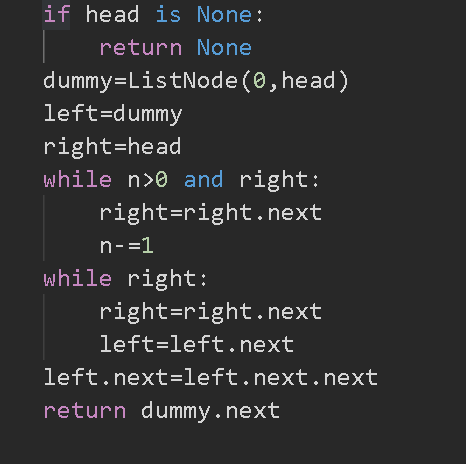 if head is None:
    return None
dummy=ListNode(0,head)
left=dummy
right=head
while n>0 and right:
    right=right.next
    n-=1
while right:
    right=right.next
    left=left.next
left.next=left.next.next
return dummy.next